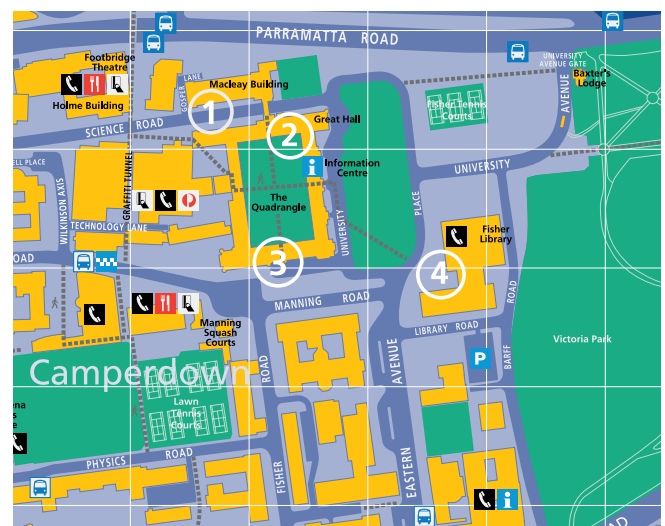 PARRAMATTA ROAD
Footbridge
Theatre
UNIVERSITY
AVENUE GATE
Baxter's
Lodge
LANE
GOSPER
Macleay Building
Holme Building
1
Fisher Tennis
Courts
AVENUE
SCIENCE ROAD
2
Great Hall
i
Information
Centre
UNIVERSITY
PLACE
WILKINSON AXIS
GRAFFITI TUNNEL
The
Quadrangle
UNIVERSITY
TECHNOLOGY LANE
Fisher
Library
ROAD
3
4
MANNING ROAD
Manning
Squash
Courts
LIBRARY ROAD
ROAD
BARFF
P
Victoria Park
Camperdown
Lawn
Tennis
Courts
ROAD
FISHER
AVENUE
EASTERN
PHYSICS ROAD
i